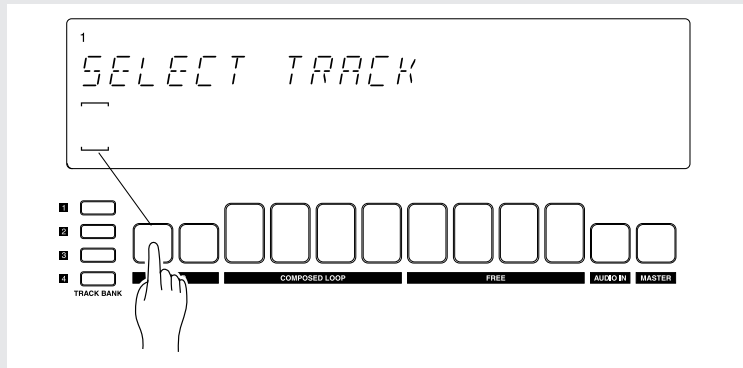 1
SELECT TRACK
1
2
3
4
TRACK BANK
COMPOSED LOOP
FREE
AUDIO IN
MASTER